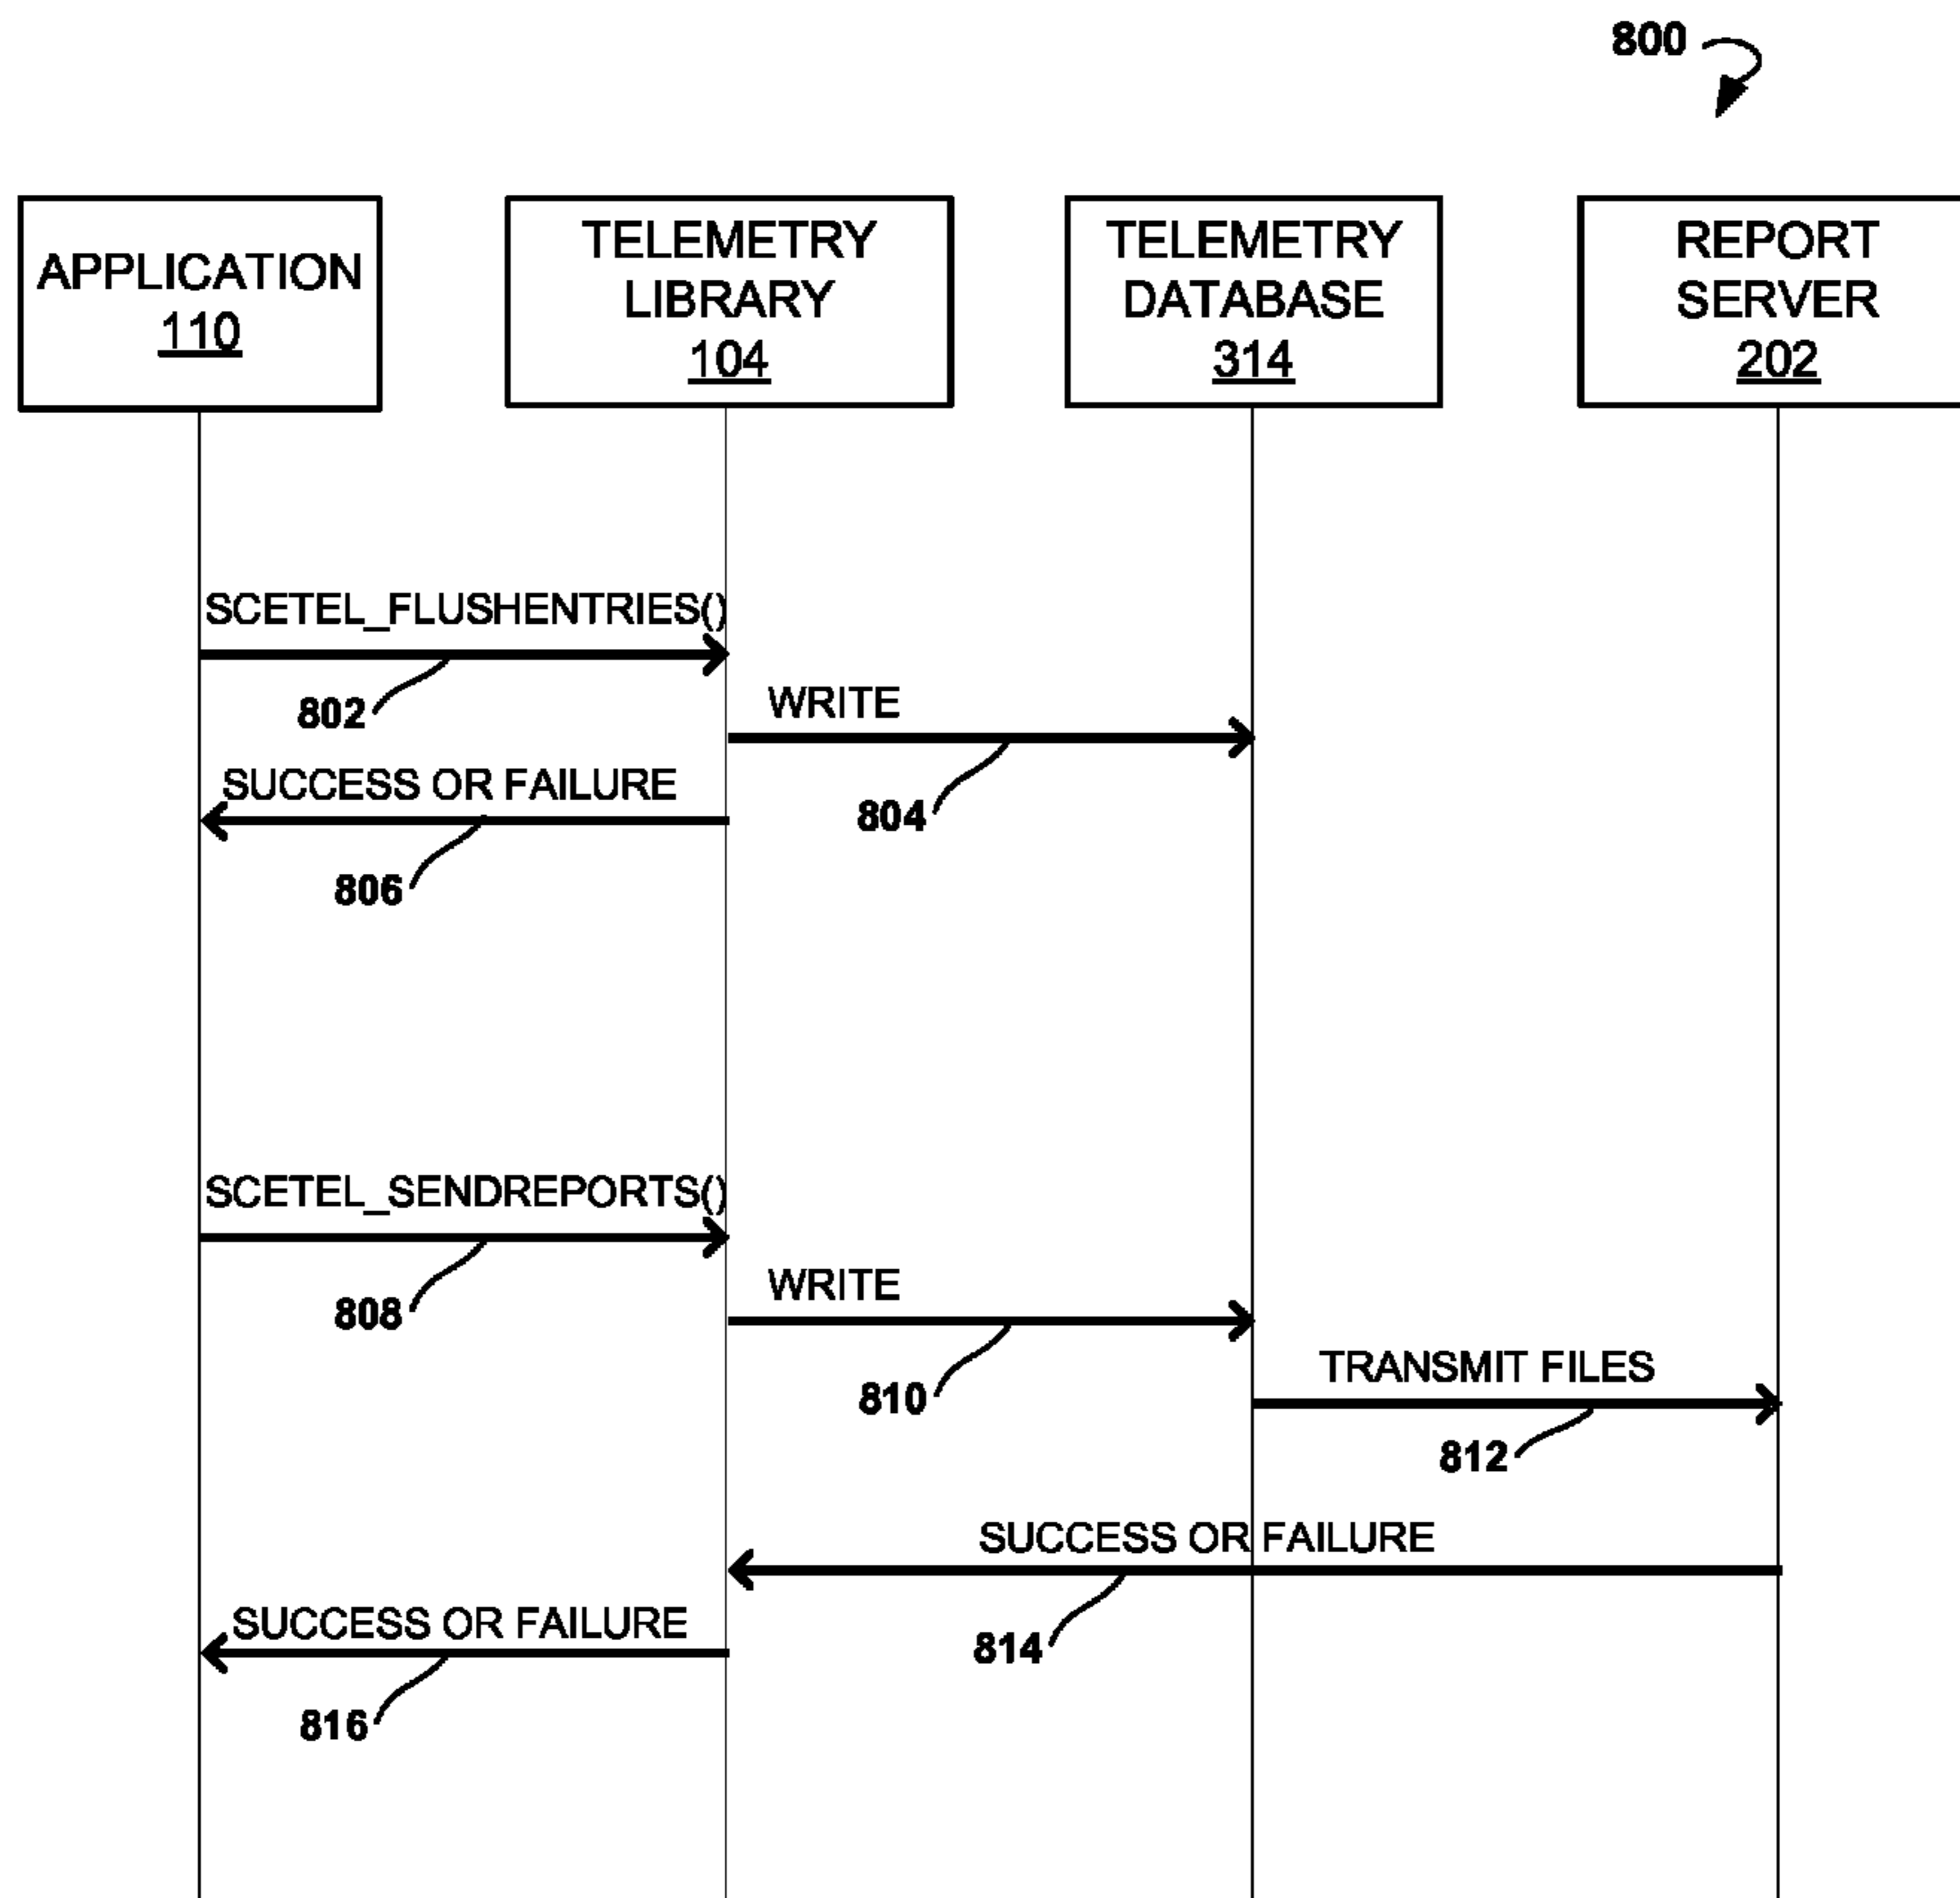 800
APPLICATION
110
TELEMETRY
LIBRARY
104
TELEMETRY
DATABASE
314
REPORT
SERVER
202
SCETEL_FLUSHENTRIES()
802
WRITE
804
SUCCESS OR FAILURE
806
SCETEL_SENDREPORTS()
808
WRITE
810
TRANSMIT FILES
812
SUCCESS OR FAILURE
814
SUCCESS OR FAILURE
816